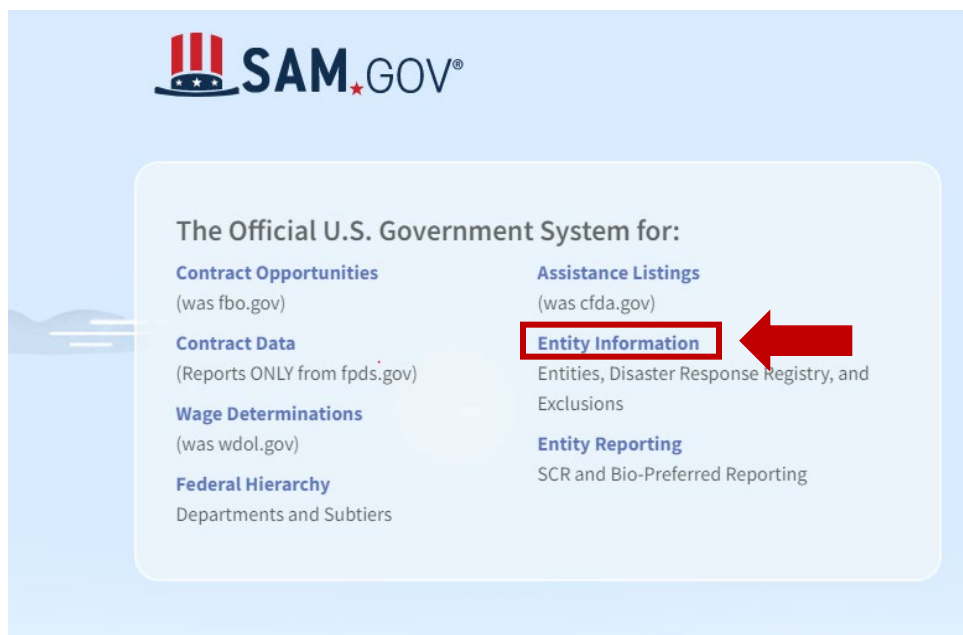 SAM.GOV®
The Official U.S. Government System for:
Contract Opportunities
(was fbo.gov)
Contract Data
(Reports ONLY from fpds.gov)
Wage Determinations
(was wdol.gov)
Federal Hierarchy
Departments and Subtiers
Assistance Listings
(was cfda.gov)
Entity Information
Entities, Disaster Response Registry, and
Exclusions
Entity Reporting
SCR and Bio-Preferred Reporting